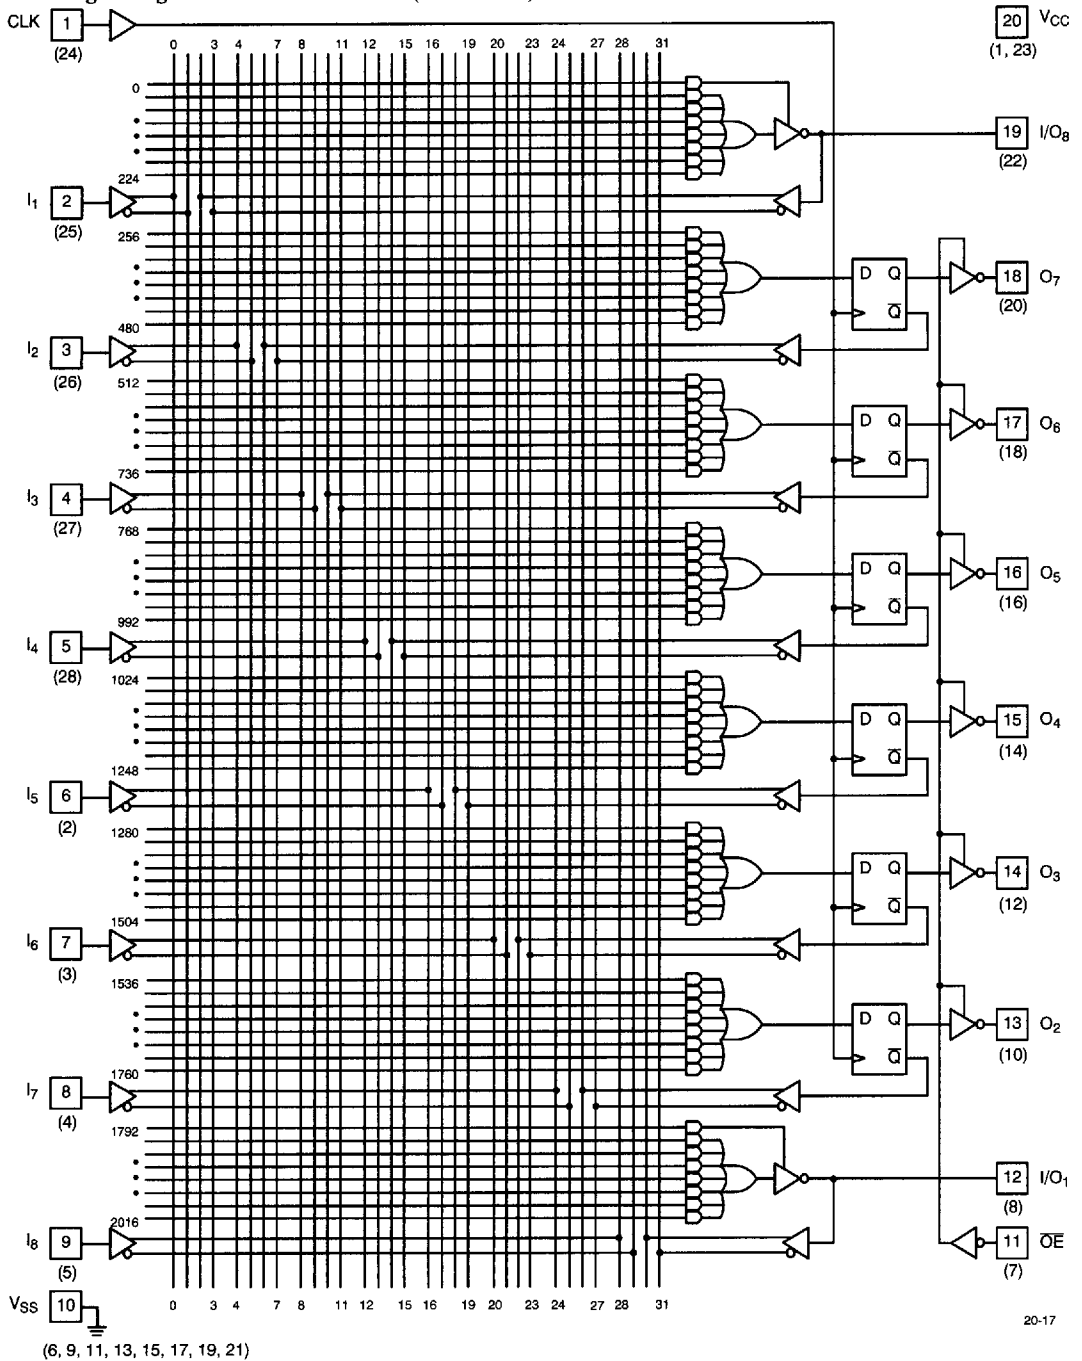 CLK 1 20 VCC
(24) (1, 23)
0 3 4 7 8 11 12 15 16 19 20 23 24 27 28 31
0
19 I/O8
(22)
224
I1 2
(25)
256
D Q
18 O7
(20)
Q̅
480
I2 3
(26)
512
D Q
17 O6
(18)
Q̅
736
I3 4
(27)
768
D Q
16 O5
(16)
Q̅
992
I4 5
(28)
1024
D Q
15 O4
(14)
Q̅
1248
I5 6
(2)
1280
D Q
14 O3
(12)
Q̅
1504
I6 7
(3)
1536
D Q
13 O2
(10)
Q̅
1760
I7 8
(4)
1792
12 I/O1
(8)
2016
I8 9
(5)
11 O̅E̅
(7)
VSS 10
0 3 4 7 8 11 12 15 16 19 20 23 24 27 28 31
20-17
(6, 9, 11, 13, 15, 17, 19, 21)